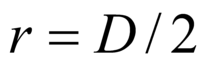 r = D / 2